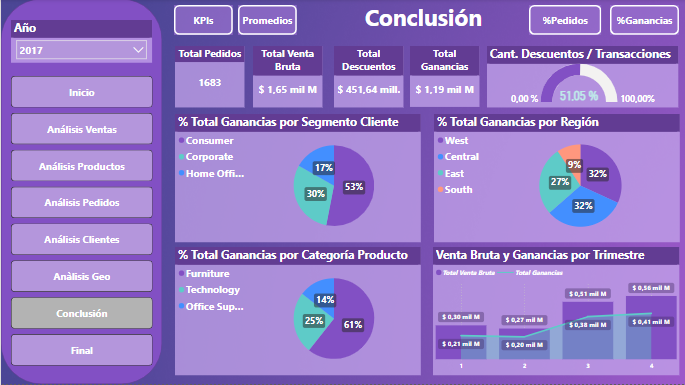 Año
2017
Inicio
Análisis Ventas
Análisis Productos
Análisis Pedidos
Análisis Clientes
Anàlisis Geo
Conclusión
Final
KPIs
Promedios
Conclusión
%Pedidos
%Ganancias
Total Pedidos
1683
Total Venta
Bruta
$ 1,65 mil M
Total
Descuentos
$ 451,64 mill.
Total
Ganancias
$ 1,19 mil M
Cant. Descuentos / Transacciones
0,00 %
51,05 %
100,00%
% Total Ganancias por Segmento Cliente
Consumer
Corporate
Home Offi...
17%
30%
53%
% Total Ganancias por Región
West
Central
East
South
9%
27%
32%
32%
% Total Ganancias por Categoría Producto
Furniture
Technology
Office Sup...
14%
25%
61%
Venta Bruta y Ganancias por Trimestre
Total Venta Bruta
Total Ganancias
$ 0,30 mil M
$ 0,27 mil M
$ 0,51 mil M
$ 0,56 mil M
$ 0,21 mil M
$ 0,20 mil M
$ 0,38 mil M
$ 0,41 mil M
1
2
3
4